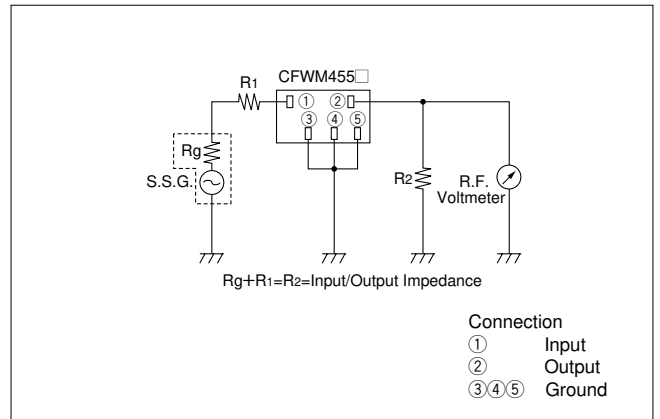 CFWM455□
R1
① ②
③ ④ ⑤
Rg
S.S.G.
R2
R.F.
Voltmeter
Rg+R1=R2=Input/Output Impedance
Connection
① Input
② Output
③④⑤ Ground